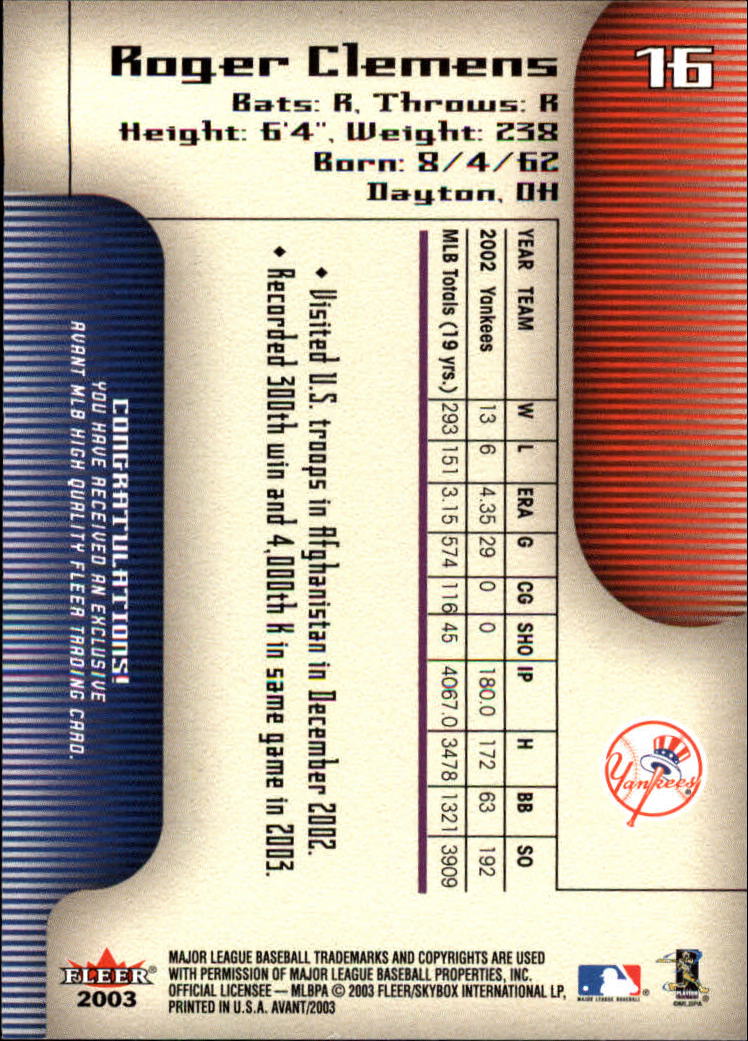 16
Roger Clemens
Bats: R, Throws: R
Height: 6'4", Weight: 238
Born: 8/4/62
Dayton, OH
YEAR TEAM W L ERA G CG SHO IP H BB SO
2002 Yankees 13 6 4.35 29 0 0 180.0 172 63 192
MLB Totals (19 yrs.) 293 151 3.15 574 116 45 4067.0 3478 1321 3909
♦ Visited U.S. troops in Afghanistan in December 2002.
♦ Recorded 300th win and 4,000th K in same game in 2003.
CONGRATULATIONS!
YOU HAVE RECEIVED AN EXCLUSIVE
AVANT MLB HIGH QUALITY FLEER TRADING CARD.
Yankees®
FLEER®
2003
MAJOR LEAGUE BASEBALL TRADEMARKS AND COPYRIGHTS ARE USED
WITH PERMISSION OF MAJOR LEAGUE BASEBALL PROPERTIES, INC.
OFFICIAL LICENSEE — MLBPA © 2003 FLEER/SKYBOX INTERNATIONAL LP,
PRINTED IN U.S.A. AVANT/2003
MAJOR LEAGUE BASEBALL ®
PLAYERS
©MLBPA